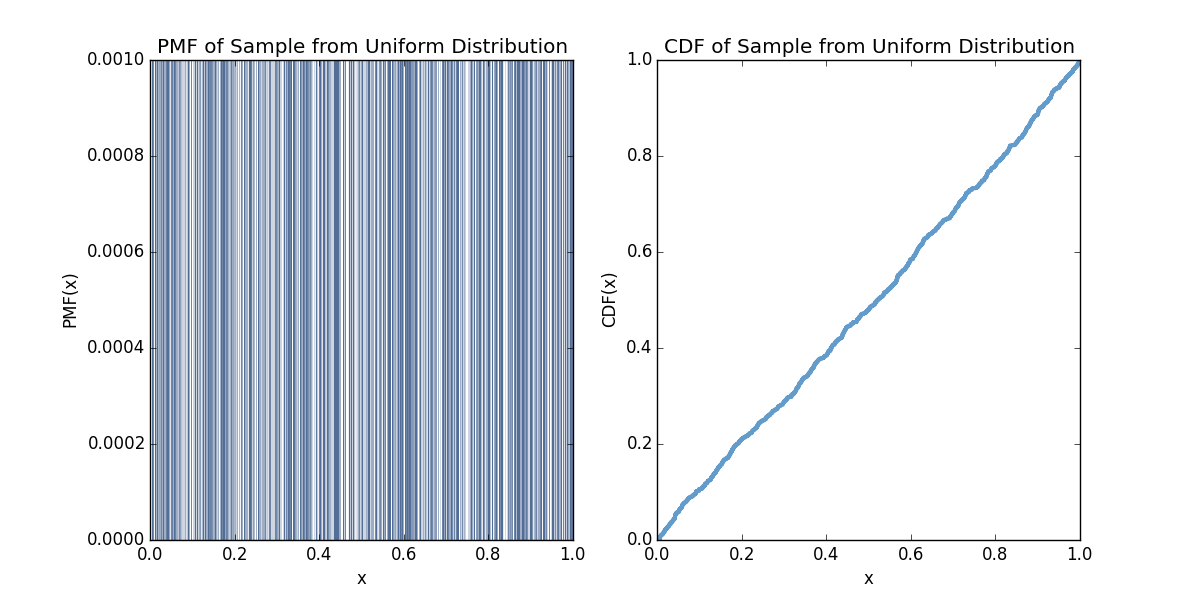 PMF of Sample from Uniform Distribution
0.0010
0.0008
0.0006
0.0004
0.0002
0.0000
PMF(x)
0.0 0.2 0.4 0.6 0.8 1.0
x
CDF of Sample from Uniform Distribution
1.0
0.8
0.6
0.4
0.2
0.0
CDF(x)
0.0 0.2 0.4 0.6 0.8 1.0
x